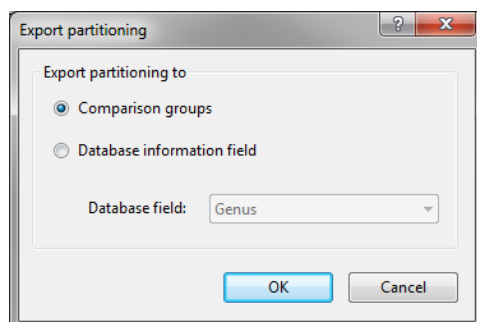 Export partitioning
?
Export partitioning to
Comparison groups
Database information field
Database field: Genus
OK Cancel